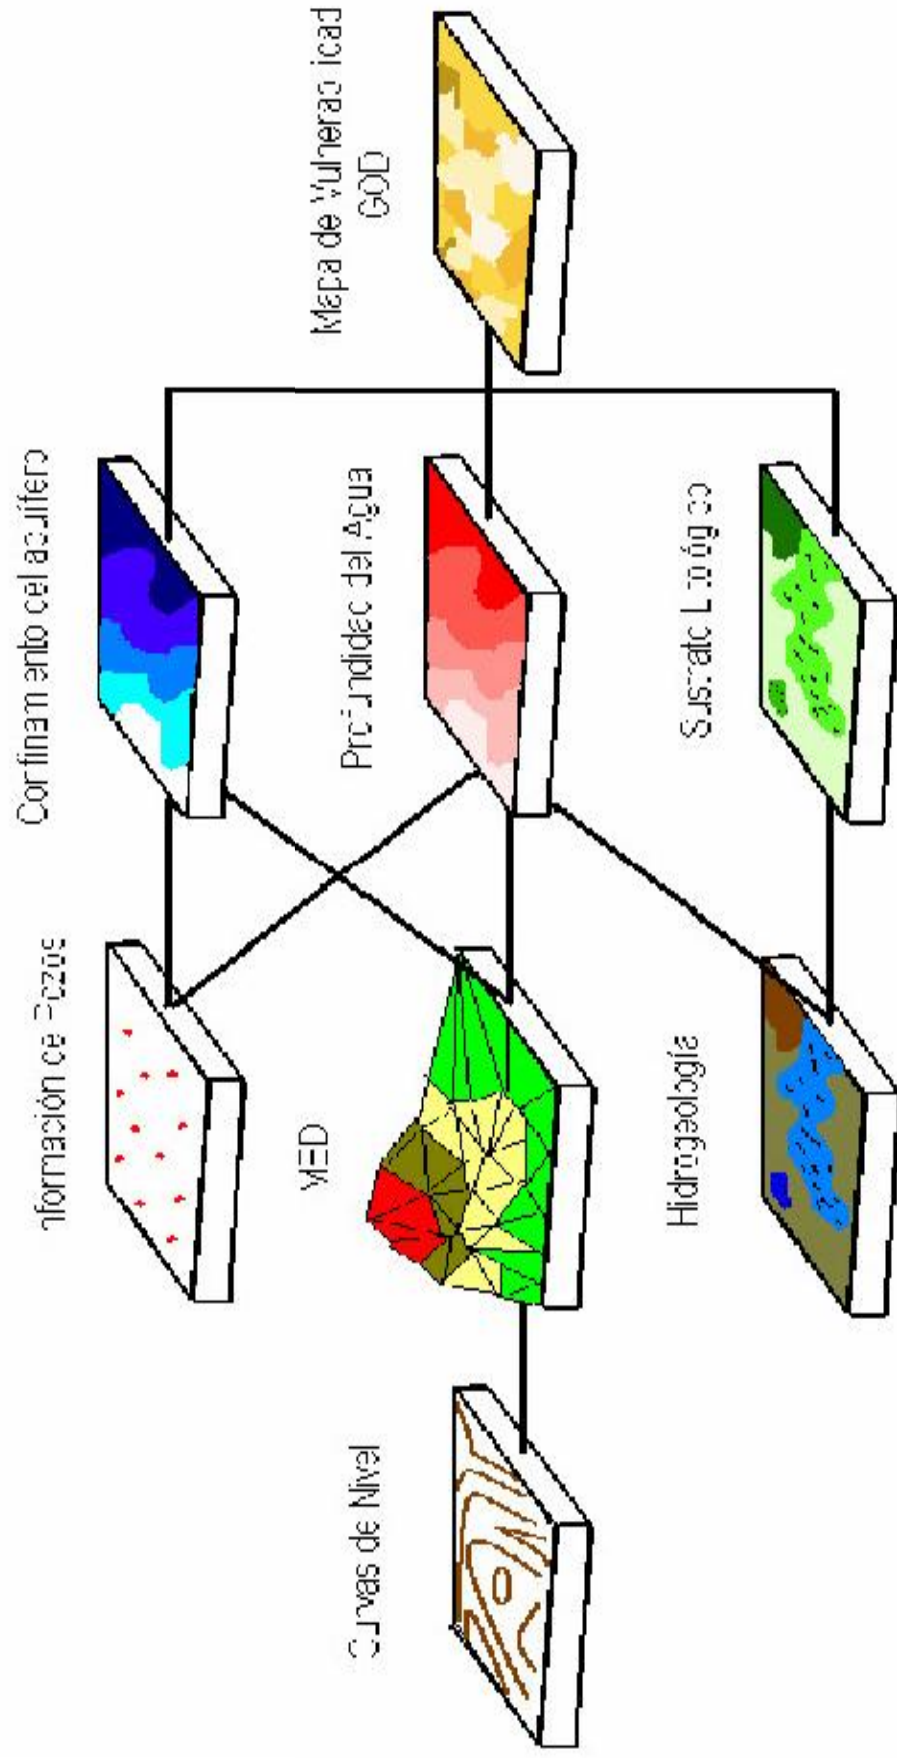 Curvas de Nivel
Información de Pozos
MED
Hidrogeología
Confinamiento del acuífero
Profundidad del Agua
Sustrato Litológico
Mapa de Vulnerabilidad
GOD